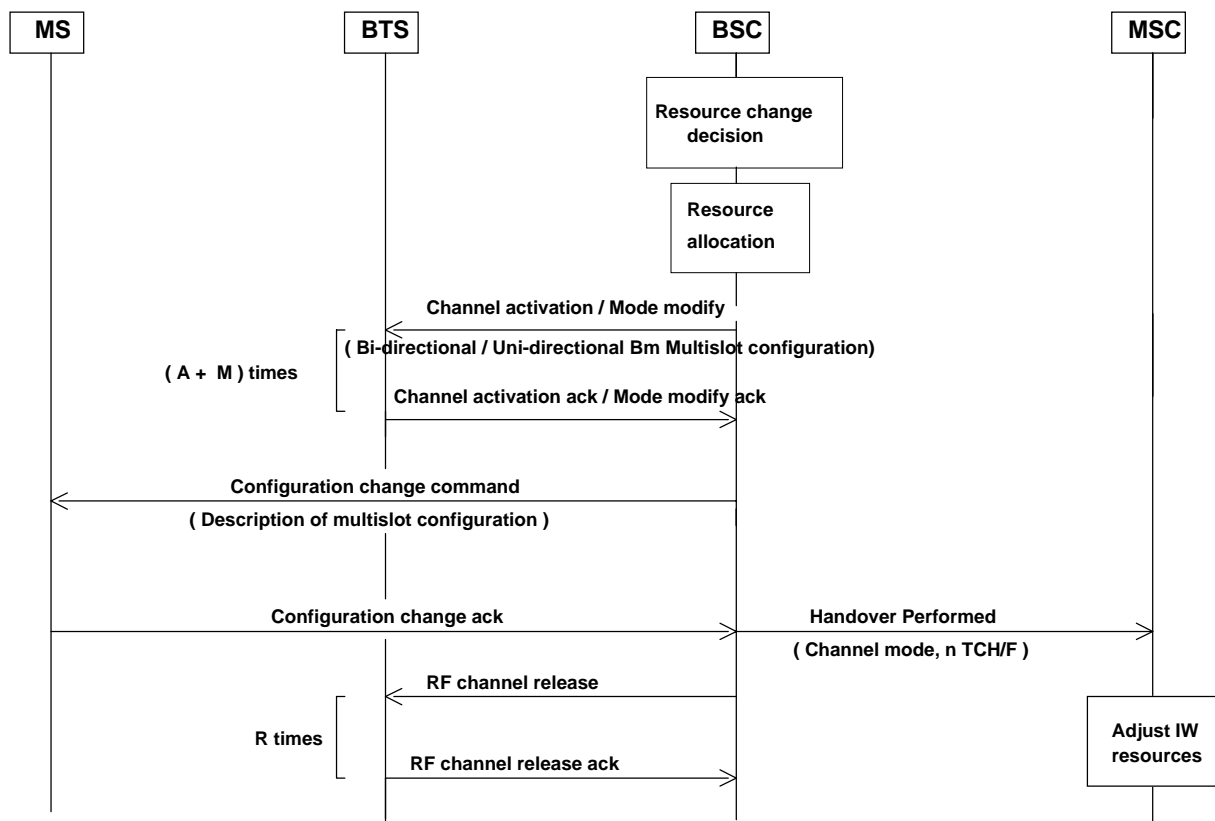 MS
BTS
BSC
MSC
Resource change
decision
Resource
allocation
Channel activation / Mode modify
( Bi-directional / Uni-directional Bm Multislot configuration)
( A + M ) times
Channel activation ack / Mode modify ack
Configuration change command
( Description of multislot configuration )
Configuration change ack
Handover Performed
( Channel mode, n TCH/F )
RF channel release
R times
Adjust IW
resources
RF channel release ack